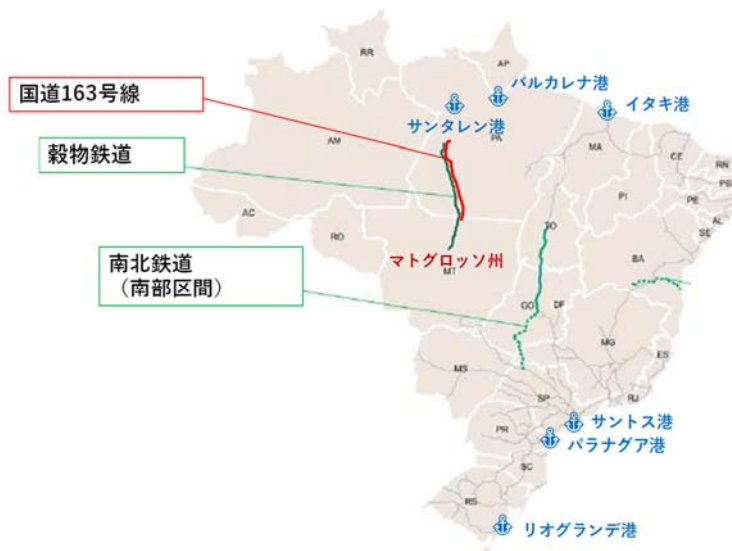 RR
AP
国道163号線
バルカレナ港
イタキ港
サンタレン港
穀物鉄道
AM
PA
MA
CE
RN
PB
PI
PE
AL
AC
TO
SE
RO
BA
南北鉄道
（南部区間）
マトグロッソ州
MT
GO
DF
MG
ES
MS
SP
RJ
サントス港
PR
パラナグア港
SC
RS
リオグランデ港